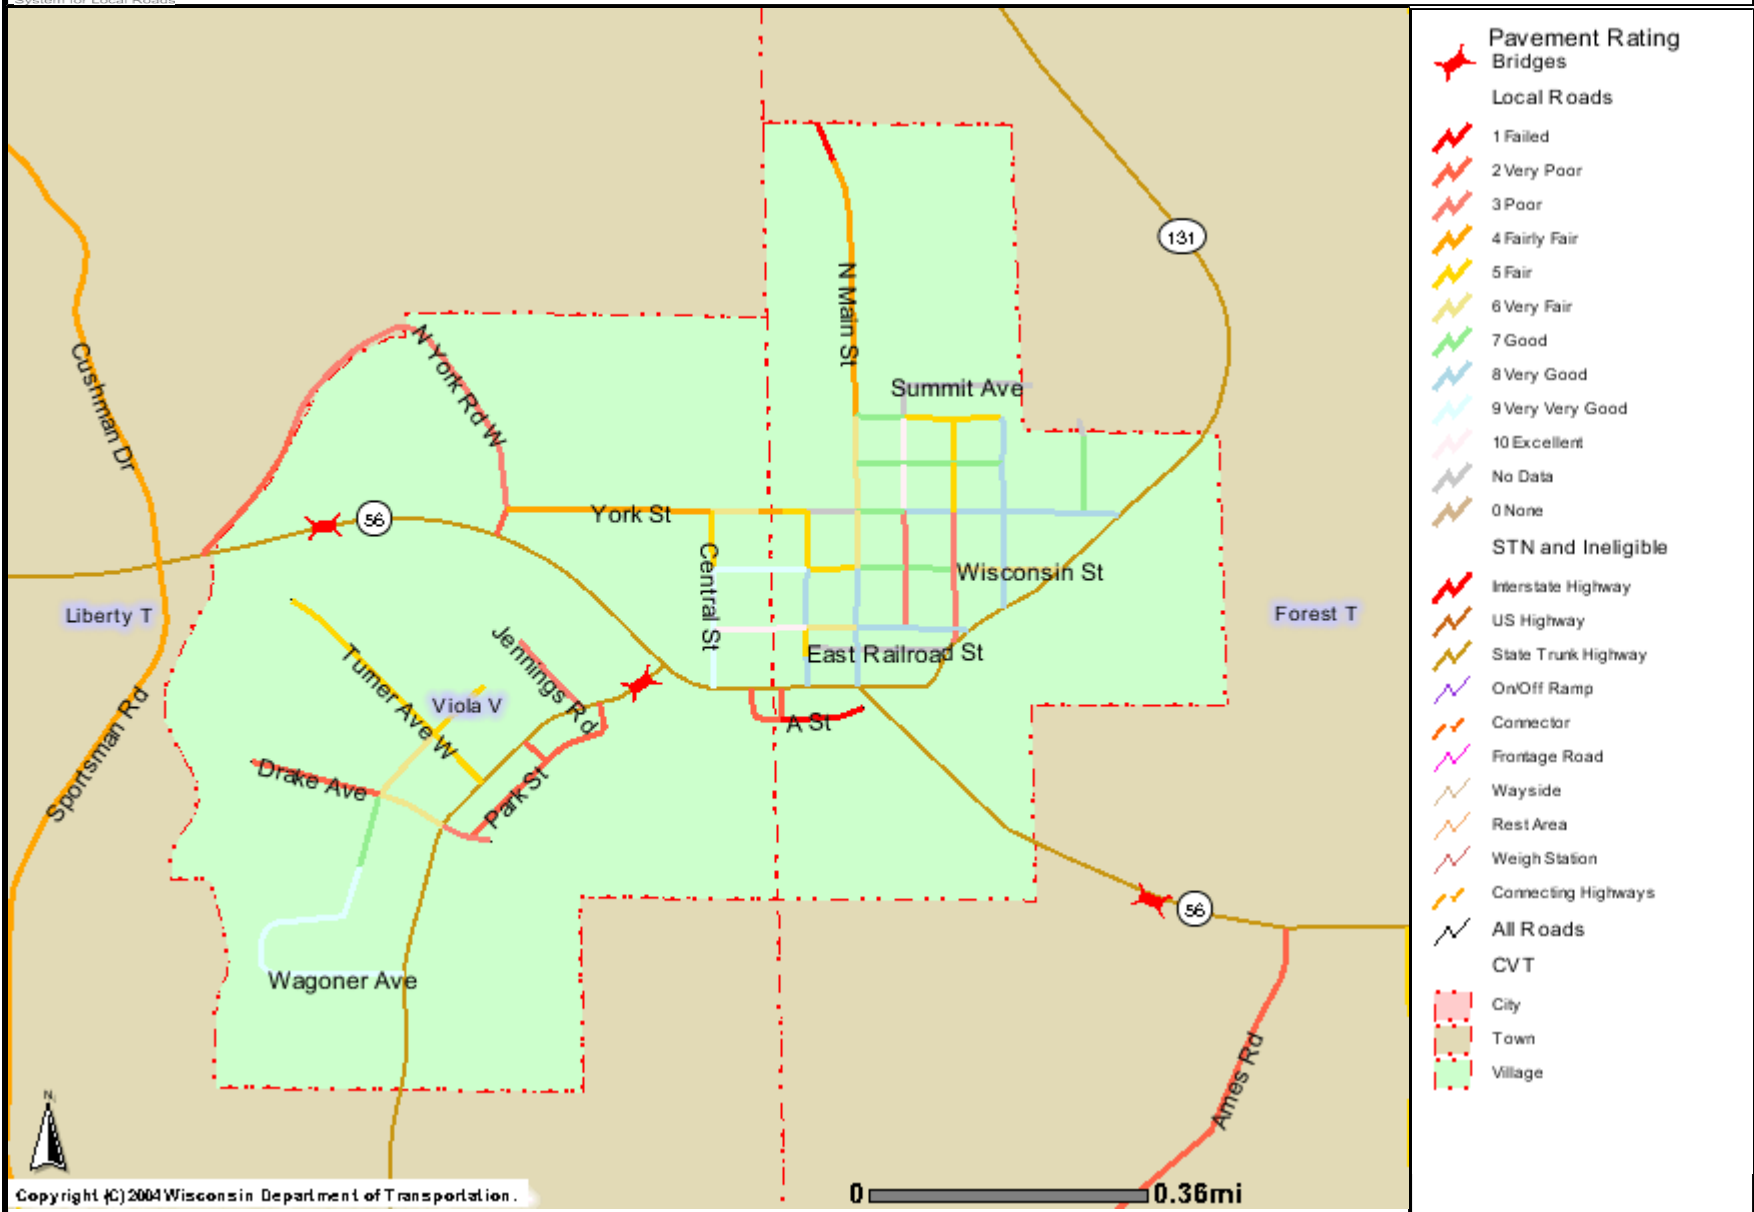 System for Local Roads
131
N Main St
Summit Ave
Cushman Dr
N York Rd W
56
York St
Central St
Wisconsin St
Liberty T
Forest T
East Railroad St
Jennings Rd
Turner Ave W
Viola V
A St
Sportsman Rd
Drake Ave
Park St
56
Wagoner Ave
Ames Rd
N
Copyright (C) 2004 Wisconsin Department of Transportation.
0 0.36mi
Pavement Rating
Bridges
Local Roads
1 Failed
2 Very Poor
3 Poor
4 Fairly Fair
5 Fair
6 Very Fair
7 Good
8 Very Good
9 Very Very Good
10 Excellent
No Data
0 None
STN and Ineligible
Interstate Highway
US Highway
State Trunk Highway
On/Off Ramp
Connector
Frontage Road
Wayside
Rest Area
Weigh Station
Connecting Highways
All Roads
CVT
City
Town
Village